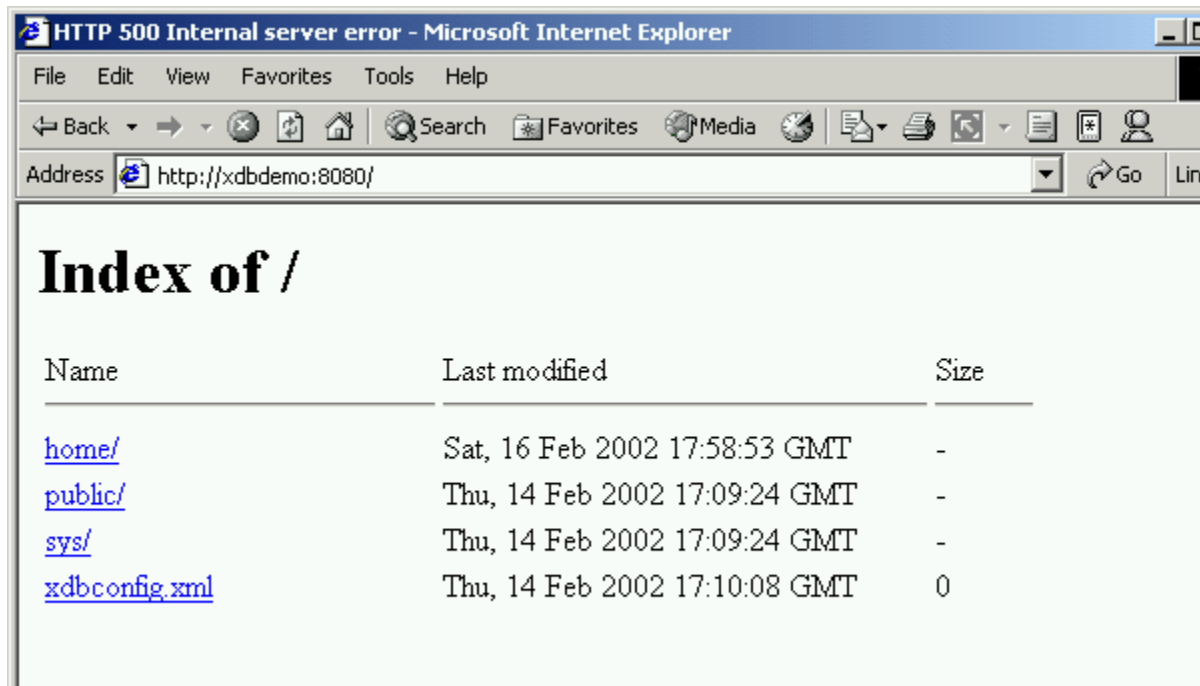 HTTP 500 Internal server error - Microsoft Internet Explorer
File Edit View Favorites Tools Help
Back Search Favorites Media
Address http://xdbdemo:8080/ Go
Index of /
Name Last modified Size
home/ Sat, 16 Feb 2002 17:58:53 GMT -
public/ Thu, 14 Feb 2002 17:09:24 GMT -
sys/ Thu, 14 Feb 2002 17:09:24 GMT -
xdbconfig.xml Thu, 14 Feb 2002 17:10:08 GMT 0